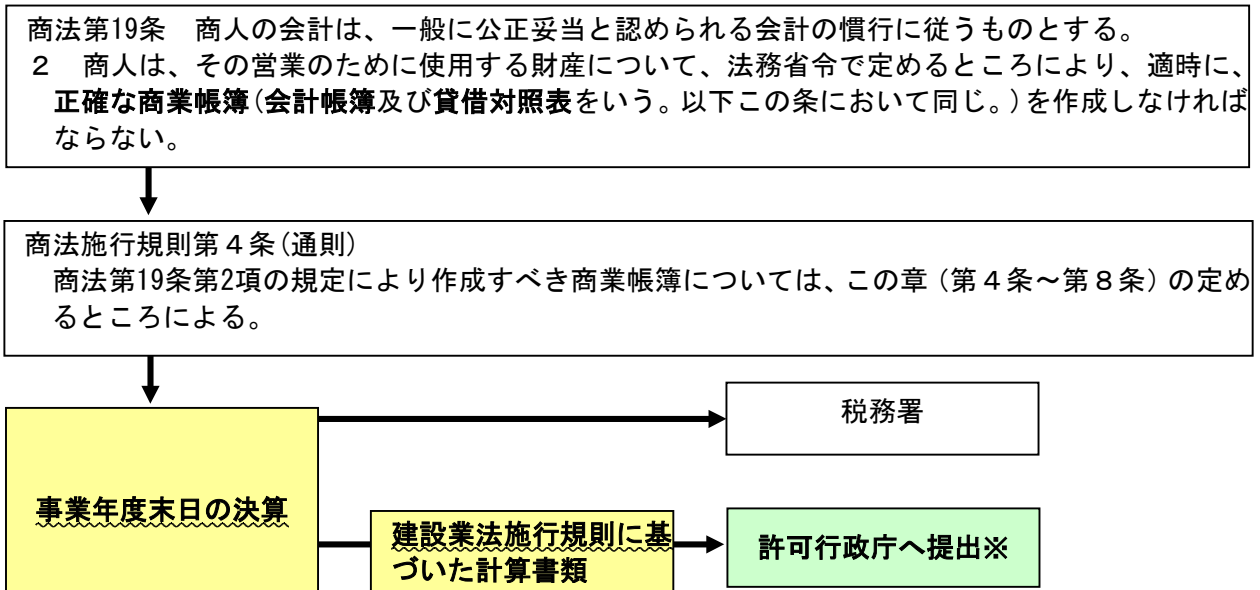 商法第19条　商人の会計は、一般に公正妥当と認められる会計の慣行に従うものとする。
２　商人は、その営業のために使用する財産について、法務省令で定めるところにより、適時に、
正確な商業帳簿（会計帳簿及び貸借対照表をいう。以下この条において同じ。）を作成しなければ
ならない。
商法施行規則第４条（通則）
商法第19条第2項の規定により作成すべき商業帳簿については、この章（第４条～第８条）の定め
るところによる。
税務署
事業年度末日の決算
建設業法施行規則に基
づいた計算書類
許可行政庁へ提出※